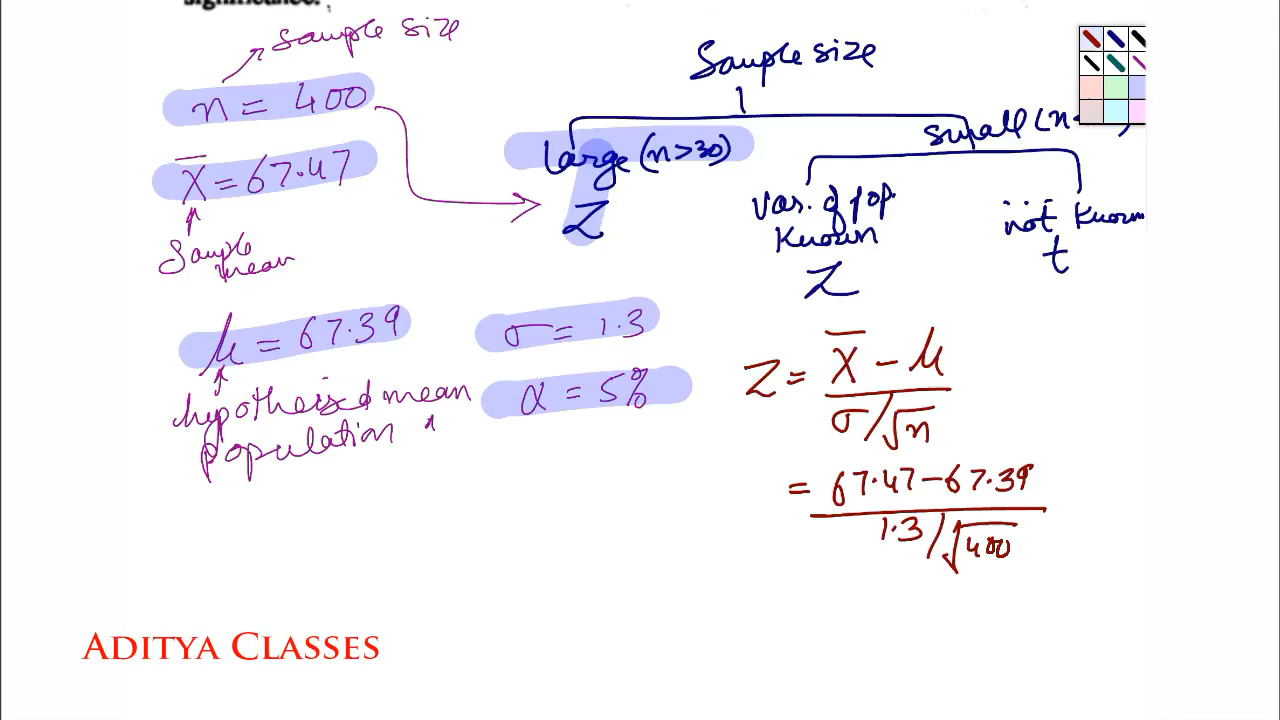 significance.
Sample size
n = 400
X̄ = 67.47
Sample
mean
μ = 67.39
hypothesized mean
population
σ = 1.3
α = 5%
Sample size
large (n>30)
Z
small (n
Var. of pop.
Known
Z
not Known
t
Z = X̄ - μ
σ/√n
= 67.47-67.39
1.3/√400
ADITYA CLASSES